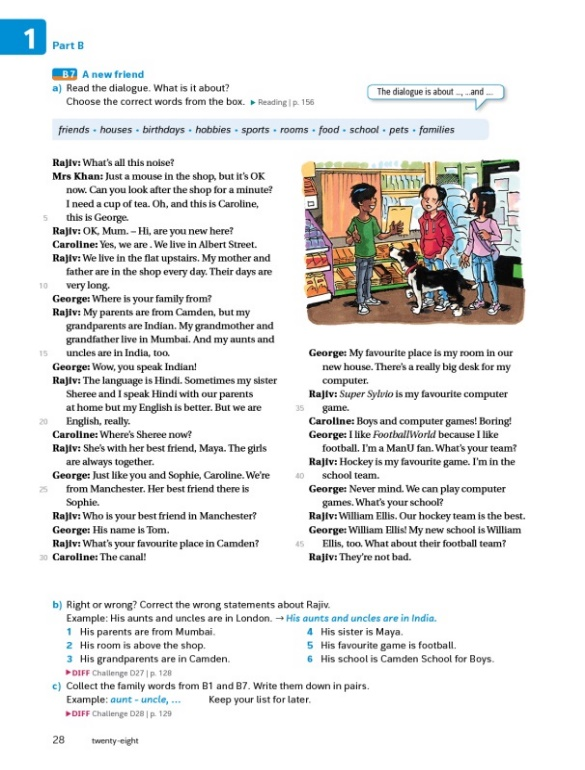 1
Part B
B7 A new friend
a) Read the dialogue. What is it about?
Choose the correct words from the box. ▶ Reading | p. 156
The dialogue is about ..., ...and ....
friends • houses • birthdays • hobbies • sports • rooms • food • school • pets • families
Rajiv: What's all this noise?
Mrs Khan: Just a mouse in the shop, but it's OK
now. Can you look after the shop for a minute?
I need a cup of tea. Oh, and this is Caroline,
5 this is George.
Rajiv: OK, Mum. – Hi, are you new here?
Caroline: Yes, we are . We live in Albert Street.
Rajiv: We live in the flat upstairs. My mother and
father are in the shop every day. Their days are
10 very long.
George: Where is your family from?
Rajiv: My parents are from Camden, but my
grandparents are Indian. My grandmother and
grandfather live in Mumbai. And my aunts and
15 uncles are in India, too.
George: Wow, you speak Indian!
Rajiv: The language is Hindi. Sometimes my sister
Sheree and I speak Hindi with our parents
at home but my English is better. But we are
20 English, really.
Caroline: Where's Sheree now?
Rajiv: She's with her best friend, Maya. The girls
are always together.
George: Just like you and Sophie, Caroline. We're
25 from Manchester. Her best friend there is
Sophie.
Rajiv: Who is your best friend in Manchester?
George: His name is Tom.
Rajiv: What's your favourite place in Camden?
30 Caroline: The canal!
George: My favourite place is my room in our
new house. There's a really big desk for my
computer.
Rajiv: Super Sylvio is my favourite computer
35 game.
Caroline: Boys and computer games! Boring!
George: I like FootballWorld because I like
football. I'm a ManU fan. What's your team?
Rajiv: Hockey is my favourite game. I'm in the
40 school team.
George: Never mind. We can play computer
games. What's your school?
Rajiv: William Ellis. Our hockey team is the best.
George: William Ellis! My new school is William
45 Ellis, too. What about their football team?
Rajiv: They're not bad.
b) Right or wrong? Correct the wrong statements about Rajiv.
Example: His aunts and uncles are in London. → His aunts and uncles are in India.
1 His parents are from Mumbai.
2 His room is above the shop.
3 His grandparents are in Camden.
4 His sister is Maya.
5 His favourite game is football.
6 His school is Camden School for Boys.
▶DIFF Challenge D27 | p. 128
c) Collect the family words from B1 and B7. Write them down in pairs.
Example: aunt - uncle, ... Keep your list for later.
▶DIFF Challenge D28 | p. 129
28 twenty-eight